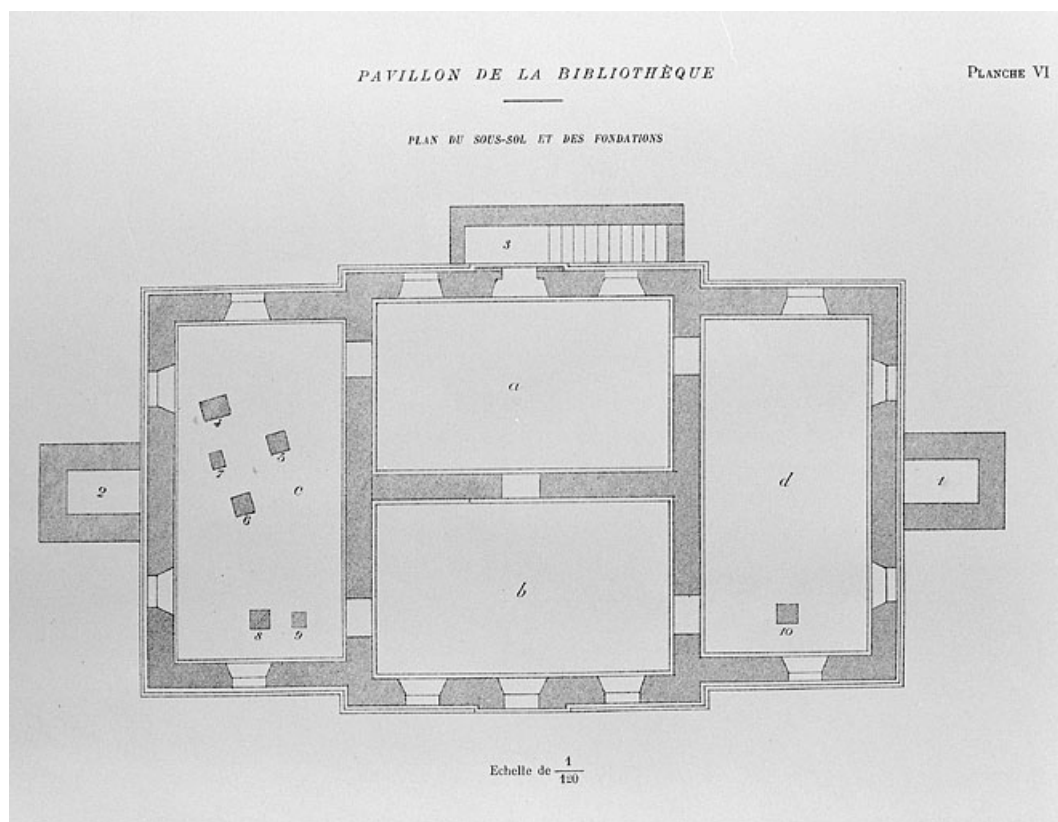 PAVILLON DE LA BIBLIOTHÈQUE
PLANCHE VI
PLAN DU SOUS-SOL ET DES FONDATIONS
3
a
5
7
c
d
2
1
6
b
8
9
10
Echelle de 1/120